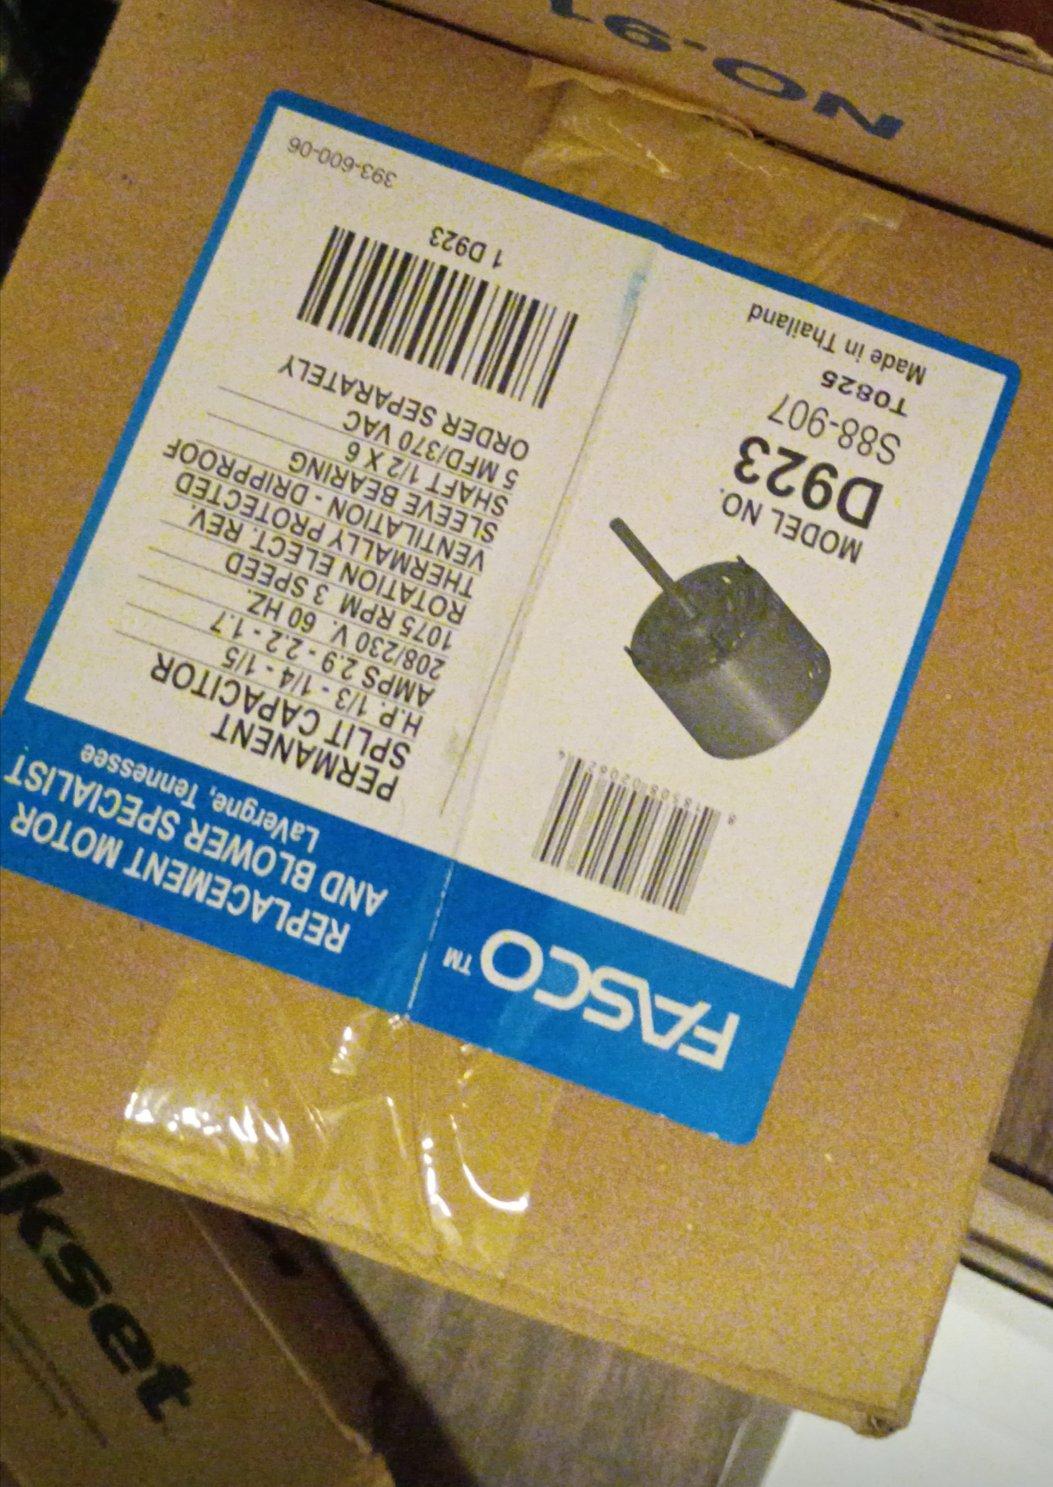 FASCO™
REPLACEMENT MOTOR
AND BLOWER SPECIALIST
LaVergne, Tennessee
MODEL NO.
D923
S88-907
T0825
Made in Thailand
PERMANENT
SPLIT CAPACITOR
H.P. 1/3 - 1/4 - 1/5
AMPS 2.9 - 2.2 - 1.7
208/230 V. 60 HZ.
1075 RPM 3 SPEED
ROTATION ELECT. REV.
THERMALLY PROTECTED
VENTILATION - DRIPPROOF
SLEEVE BEARING
SHAFT 1/2 X 6
5 MFD/370 VAC
ORDER SEPARATELY
1 D923
393-600-06
NO.91
kset